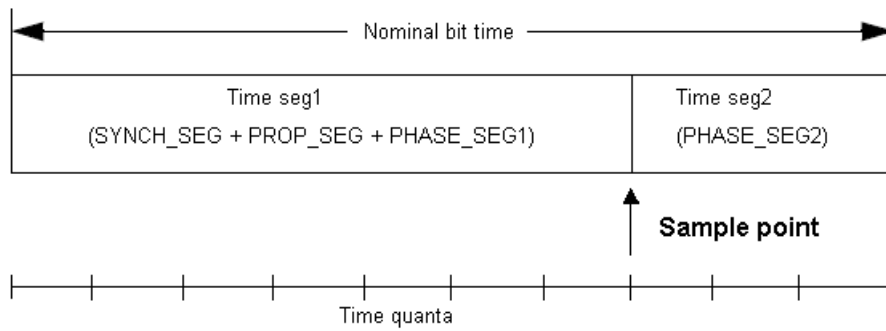 Nominal bit time
Time seg1
(SYNCH_SEG + PROP_SEG + PHASE_SEG1)
Time seg2
(PHASE_SEG2)
Sample point
Time quanta